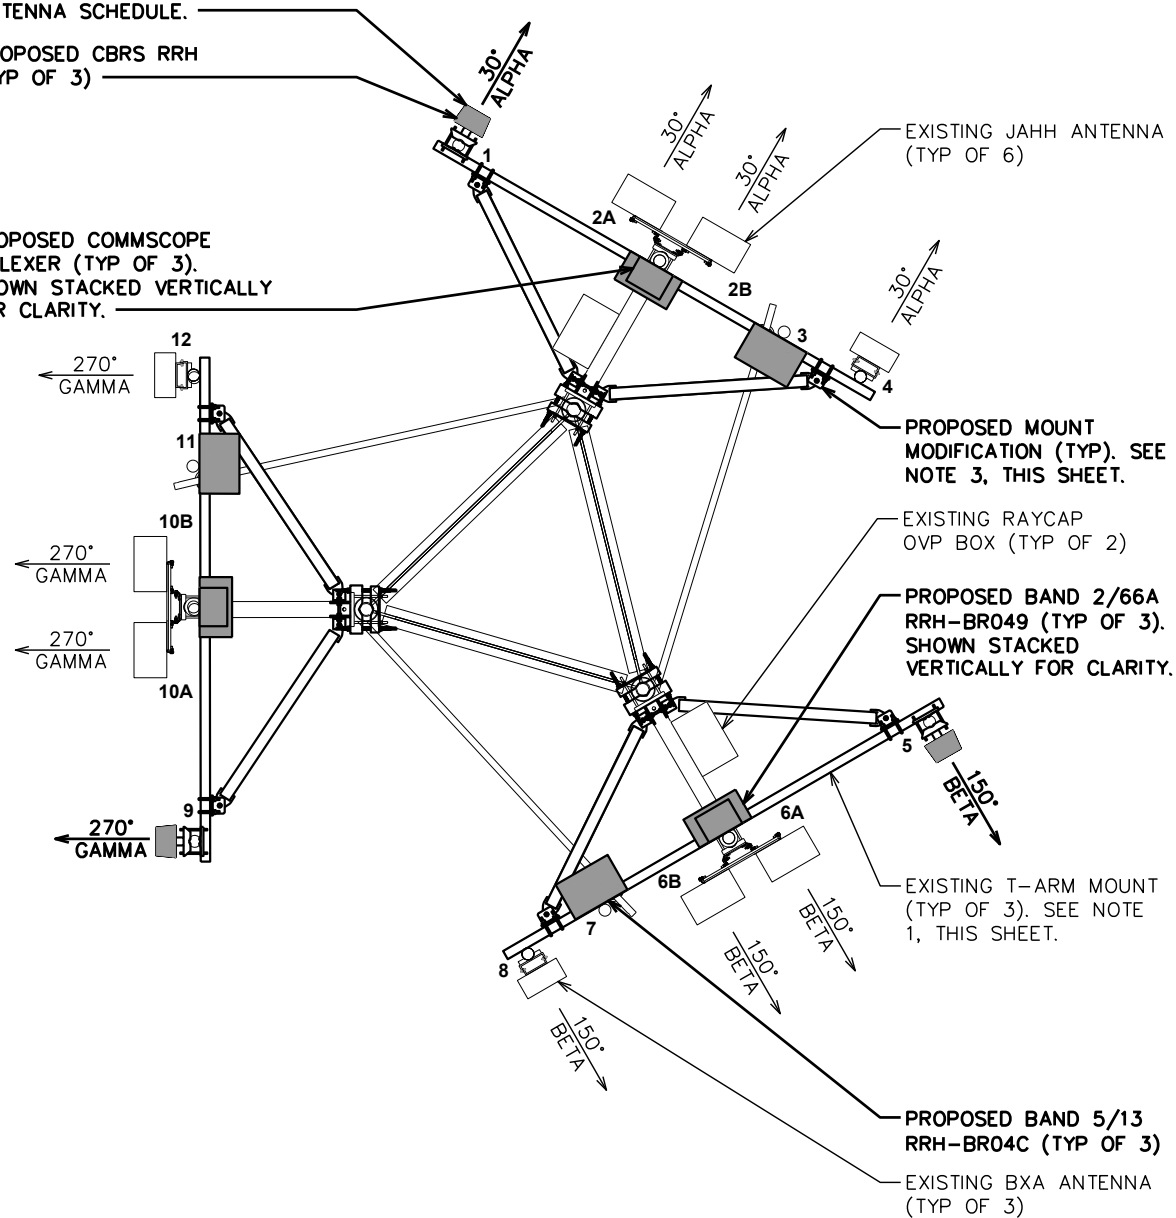 TENNA SCHEDULE.
OPOSED CBRS RRH
YP OF 3)
30°
ALPHA
1
30°
ALPHA
30°
ALPHA
EXISTING JAHH ANTENNA
(TYP OF 6)
2A
OPOSED COMMSCOPE
LEXER (TYP OF 3).
OWN STACKED VERTICALLY
R CLARITY.
2B
30°
ALPHA
3
4
12
270°
GAMMA
PROPOSED MOUNT
MODIFICATION (TYP). SEE
NOTE 3, THIS SHEET.
11
10B
270°
GAMMA
270°
GAMMA
10A
EXISTING RAYCAP
OVP BOX (TYP OF 2)
PROPOSED BAND 2/66A
RRH-BR049 (TYP OF 3).
SHOWN STACKED
VERTICALLY FOR CLARITY.
5
150°
BETA
9
270°
GAMMA
6A
6B
7
8
150°
BETA
150°
BETA
150°
BETA
EXISTING T-ARM MOUNT
(TYP OF 3). SEE NOTE
1, THIS SHEET.
PROPOSED BAND 5/13
RRH-BR04C (TYP OF 3)
EXISTING BXA ANTENNA
(TYP OF 3)